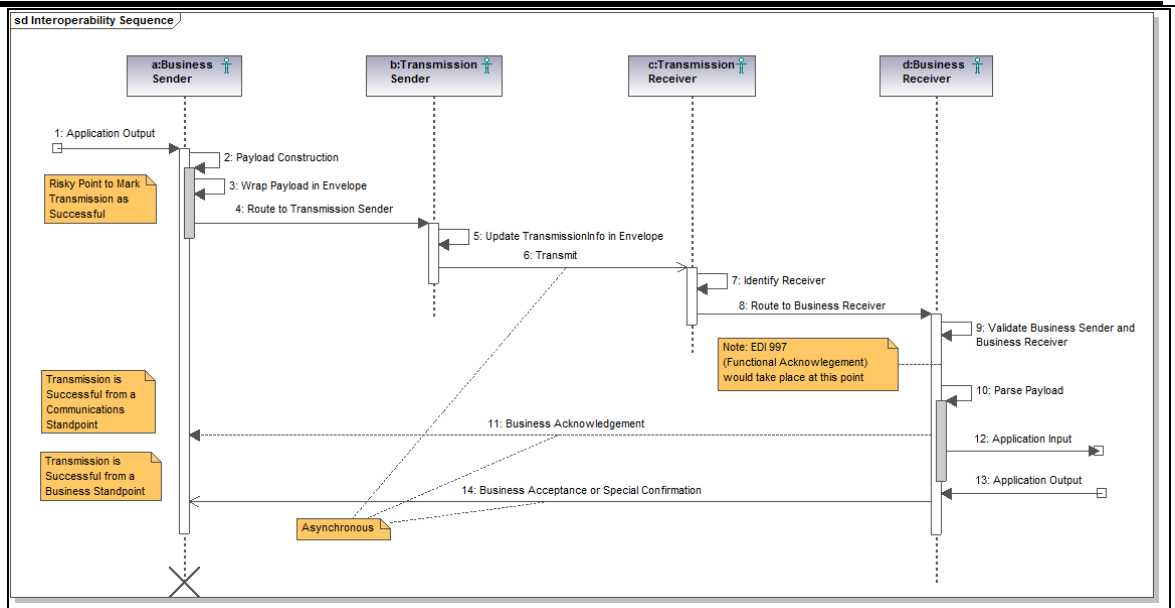 sd Interoperability Sequence
a:Business
Sender
b:Transmission
Sender
c:Transmission
Receiver
d:Business
Receiver
1: Application Output
2: Payload Construction
Risky Point to Mark
Transmission as
Successful
3: Wrap Payload in Envelope
4: Route to Transmission Sender
5: Update TransmissionInfo in Envelope
6: Transmit
7: Identify Receiver
8: Route to Business Receiver
9: Validate Business Sender and
Business Receiver
Note: EDI 997
(Functional Acknowlegement)
would take place at this point
Transmission is
Successful from a
Communications
Standpoint
10: Parse Payload
11: Business Acknowledgement
12: Application Input
Transmission is
Successful from a
Business Standpoint
13: Application Output
14: Business Acceptance or Special Confirmation
Asynchronous